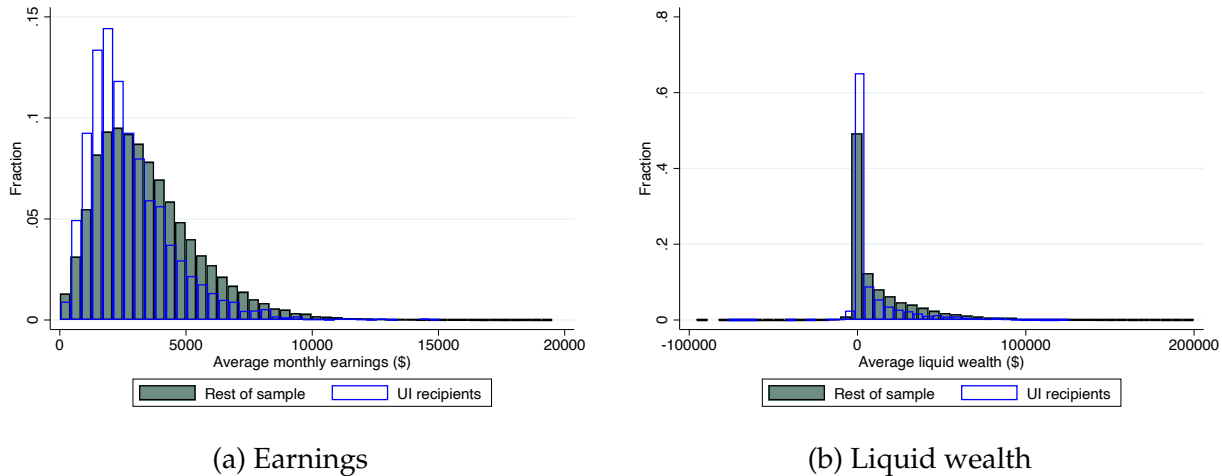 .15
.1
.05
0
Fraction
0 5000 10000 15000 20000
Average monthly earnings ($)
Rest of sample UI recipients
(a) Earnings
.8
.6
.4
.2
0
Fraction
-100000 0 100000 200000
Average liquid wealth ($)
Rest of sample UI recipients
(b) Liquid wealth